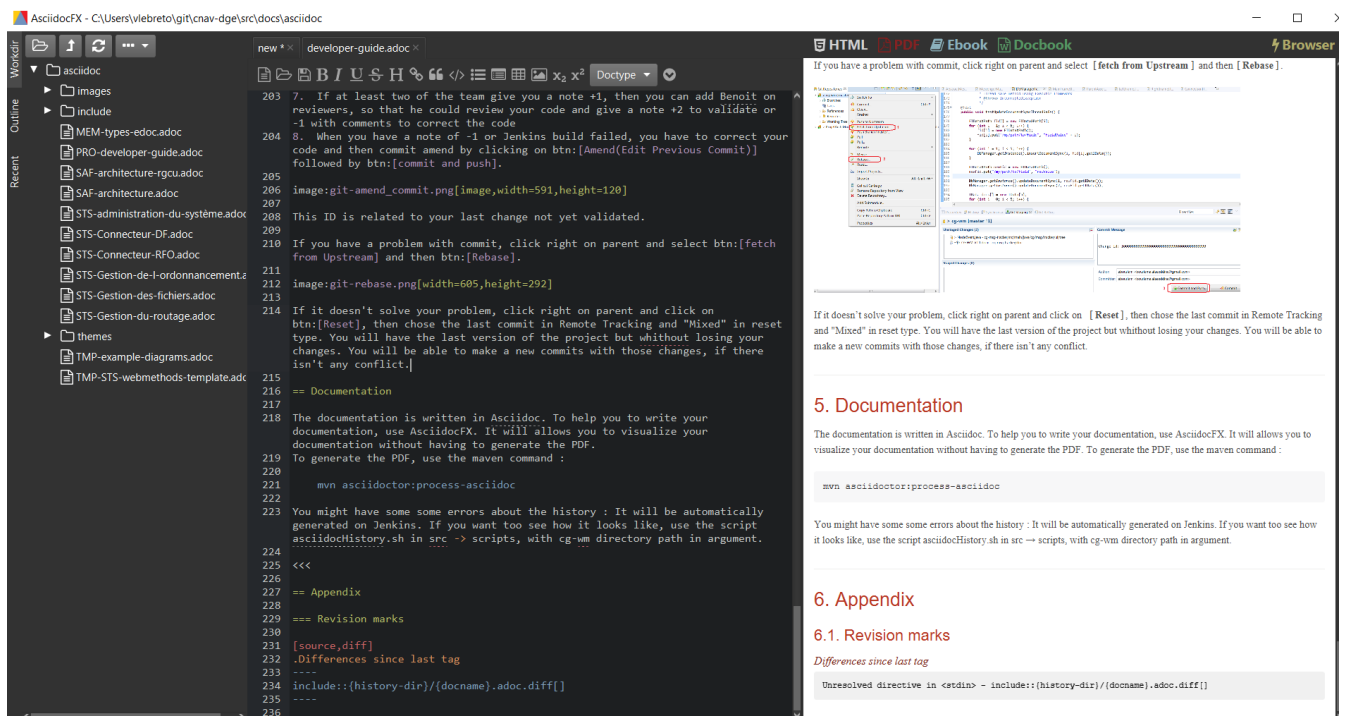 AsciidocFX - C:\Users\vlebreto\git\cnav-dge\src\docs\asciidoc
Workdir
Outline
Recent
asciidoc
images
include
MEM-types-edoc.adoc
PRO-developer-guide.adoc
SAF-architecture-rgcu.adoc
SAF-architecture.adoc
STS-administration-du-système.adoc
STS-Connecteur-DF.adoc
STS-Connecteur-RFO.adoc
STS-Gestion-de-l-ordonnancement.a
STS-Gestion-des-fichiers.adoc
STS-Gestion-du-routage.adoc
themes
TMP-example-diagrams.adoc
TMP-STS-webmethods-template.adc
new *
developer-guide.adoc
B I U S H x₂ x² Doctype
203 7. If at least two of the team give you a note +1, then you can add Benoit on
revewers, so that he could review your code and give a note +2 to validate or
-1 with comments to correct the code
204 8. When you have a note of -1 or Jenkins build failed, you have to correct your
code and then commit amend by clicking on btn:[Amend(Edit Previous Commit)]
followed by btn:[commit and push].
205
206 image:git-amend_commit.png[image,width=591,height=120]
207
208 This ID is related to your last change not yet validated.
209
210 If you have a problem with commit, click right on parent and select btn:[fetch
from Upstream] and then btn:[Rebase].
211
212 image:git-rebase.png[width=605,height=292]
213
214 If it doesn't solve your problem, click right on parent and click on
btn:[Reset], then chose the last commit in Remote Tracking and "Mixed" in reset
type. You will have the last version of the project but whithout losing your
changes. You will be able to make a new commits with those changes, if there
isn't any conflict.
215
216 == Documentation
217
218 The documentation is written in Asciidoc. To help you to write your
documentation, use AsciidocFX. It will allows you to visualize your
documentation without having to generate the PDF.
219 To generate the PDF, use the maven command :
220
221 mvn asciidoctor:process-asciidoc
222
223 You might have some some errors about the history : It will be automatically
generated on Jenkins. If you want too see how it looks like, use the script
asciidocHistory.sh in src -> scripts, with cg-wm directory path in argument.
224
225 <<<
226
227 == Appendix
228
229 === Revision marks
230
231 [source,diff]
232 .Differences since last tag
233 ----
234 include::{history-dir}/{docname}.adoc.diff[]
235 ----
236
HTML PDF Ebook Docbook Browser
If you have a problem with commit, click right on parent and select [ fetch from Upstream ] and then [ Rebase ].
If it doesn't solve your problem, click right on parent and click on [ Reset ], then chose the last commit in Remote Tracking
and "Mixed" in reset type. You will have the last version of the project but whithout losing your changes. You will be able to
make a new commits with those changes, if there isn't any conflict.
5. Documentation
The documentation is written in Asciidoc. To help you to write your documentation, use AsciidocFX. It will allows you to
visualize your documentation without having to generate the PDF. To generate the PDF, use the maven command :
mvn asciidoctor:process-asciidoc
You might have some some errors about the history : It will be automatically generated on Jenkins. If you want too see how
it looks like, use the script asciidocHistory.sh in src → scripts, with cg-wm directory path in argument.
6. Appendix
6.1. Revision marks
Differences since last tag
Unresolved directive in <stdin> - include::{history-dir}/{docname}.adoc.diff[]